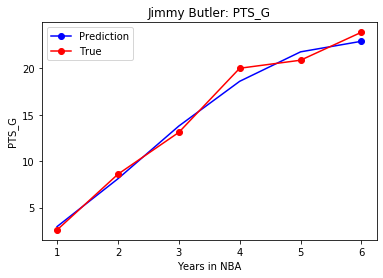 Jimmy Butler: PTS_G
Prediction
True
PTS_G
20
15
10
5
1 2 3 4 5 6
Years in NBA